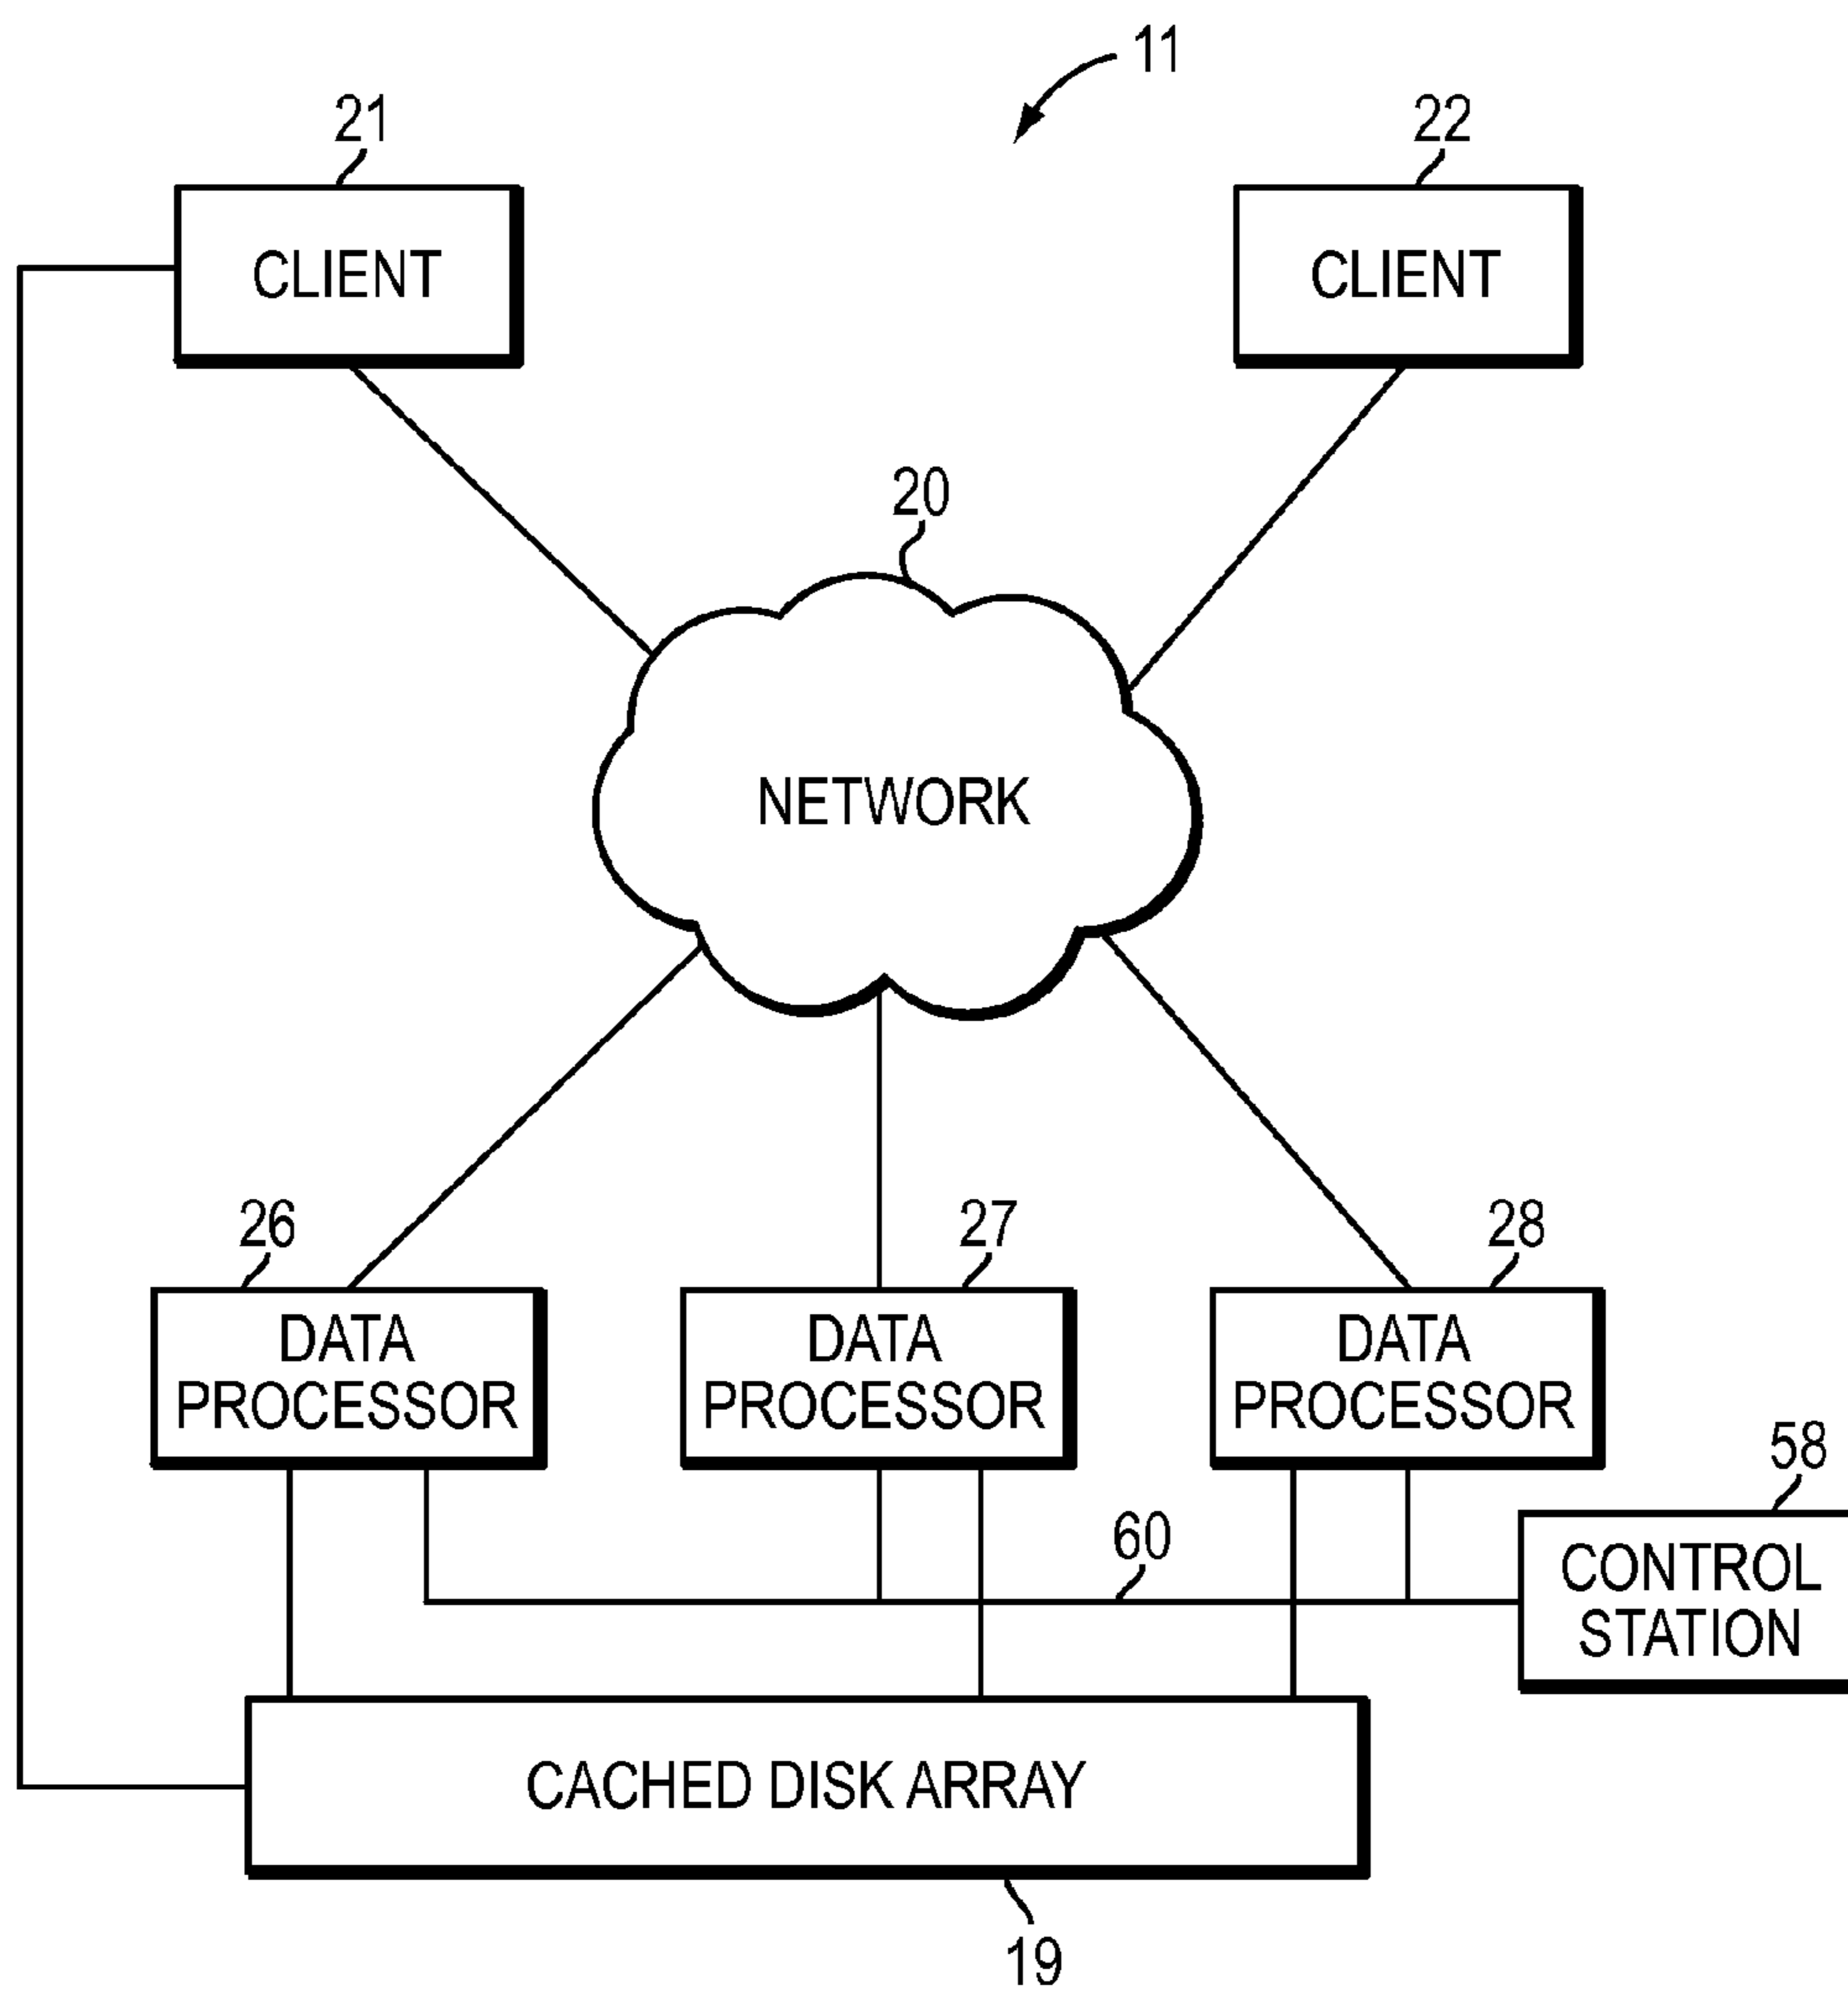 11
21
22
CLIENT
CLIENT
20
NETWORK
26
27
28
DATA
PROCESSOR
DATA
PROCESSOR
DATA
PROCESSOR
58
60
CONTROL
STATION
CACHED DISK ARRAY
19